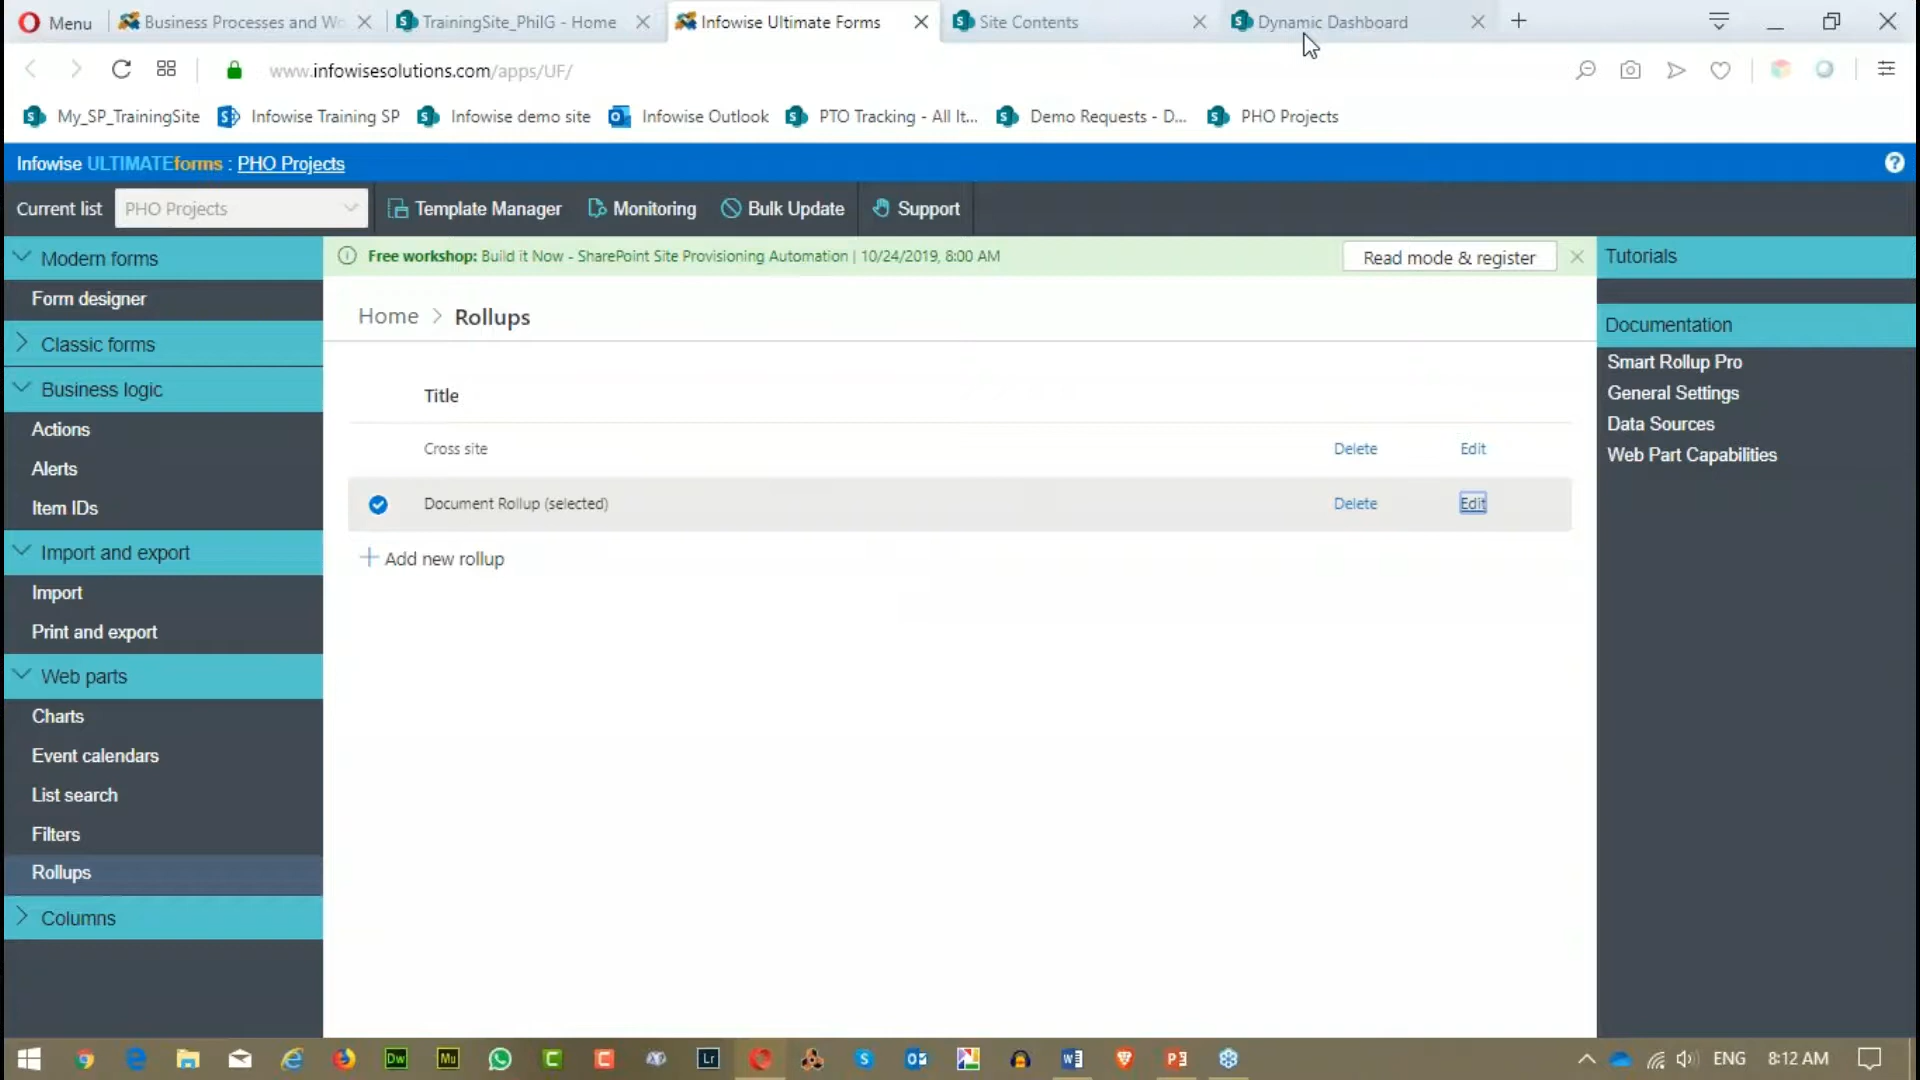 Menu
Business Processes and Wo
TrainingSite_PhilG - Home
Infowise Ultimate Forms
Site Contents
Dynamic Dashboard
www.infowisesolutions.com/apps/UF/
My_SP_TrainingSite
Infowise Training SP
Infowise demo site
Infowise Outlook
PTO Tracking - All It...
Demo Requests - D...
PHO Projects
Infowise ULTIMATEforms : PHO Projects
Current list
PHO Projects
Template Manager
Monitoring
Bulk Update
Support
Modern forms
Form designer
Classic forms
Business logic
Actions
Alerts
Item IDs
Import and export
Import
Print and export
Web parts
Charts
Event calendars
List search
Filters
Rollups
Columns
Free workshop: Build it Now - SharePoint Site Provisioning Automation | 10/24/2019, 8:00 AM
Read mode & register
Home > Rollups
Title
Cross site
Delete
Edit
Document Rollup (selected)
Delete
Edit
Add new rollup
Tutorials
Documentation
Smart Rollup Pro
General Settings
Data Sources
Web Part Capabilities
Dw
Mu
Lr
ENG
8:12 AM